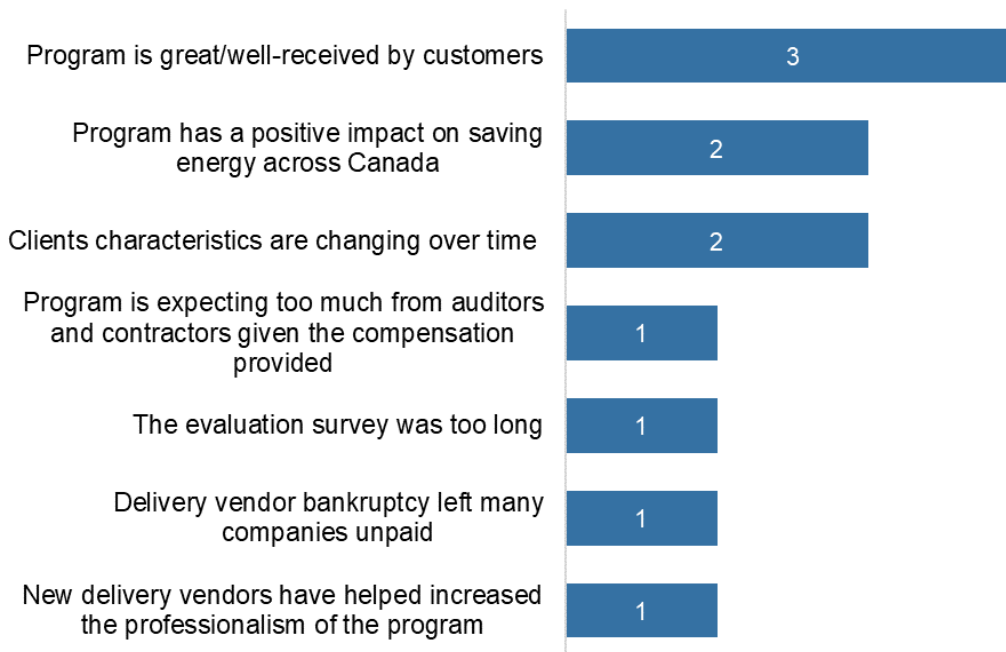 Program is great/well-received by customers
3
Program has a positive impact on saving
energy across Canada
2
Clients characteristics are changing over time
2
Program is expecting too much from auditors
and contractors given the compensation
provided
1
The evaluation survey was too long
1
Delivery vendor bankruptcy left many
companies unpaid
1
New delivery vendors have helped increased
the professionalism of the program
1